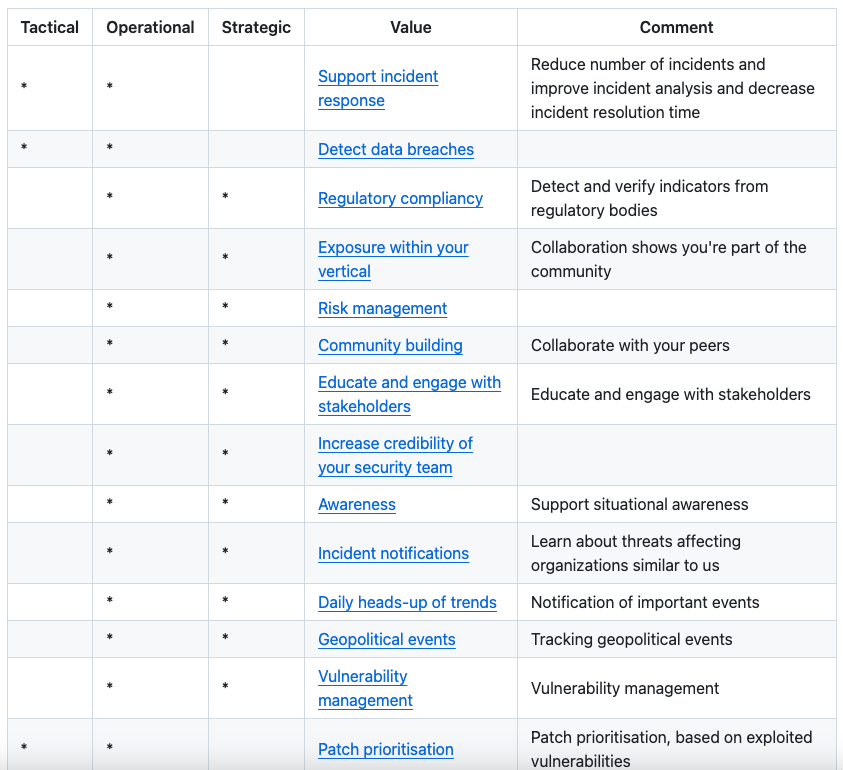 Tactical Operational Strategic Value Comment
* * Support incident response Reduce number of incidents and improve incident analysis and decrease incident resolution time
* * Detect data breaches
* * Regulatory compliancy Detect and verify indicators from regulatory bodies
* * Exposure within your vertical Collaboration shows you're part of the community
* * Risk management
* * Community building Collaborate with your peers
* * Educate and engage with stakeholders Educate and engage with stakeholders
* * Increase credibility of your security team
* * Awareness Support situational awareness
* * Incident notifications Learn about threats affecting organizations similar to us
* * Daily heads-up of trends Notification of important events
* * Geopolitical events Tracking geopolitical events
* * Vulnerability management Vulnerability management
* * Patch prioritisation Patch prioritisation, based on exploited vulnerabilities